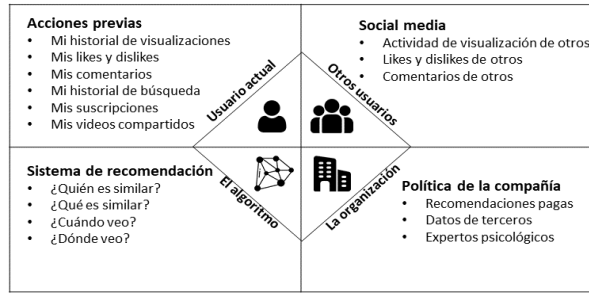 Acciones previas
• Mi historial de visualizaciones
• Mis likes y dislikes
• Mis comentarios
• Mi historial de búsqueda
• Mis suscripciones
• Mis videos compartidos
Usuario actual
Social media
• Actividad de visualización de otros
• Likes y dislikes de otros
• Comentarios de otros
Otros usuarios
Sistema de recomendación
• ¿Quién es similar?
• ¿Qué es similar?
• ¿Cuándo veo?
• ¿Dónde veo?
El algoritmo
Política de la compañía
• Recomendaciones pagas
• Datos de terceros
• Expertos psicológicos
La organización